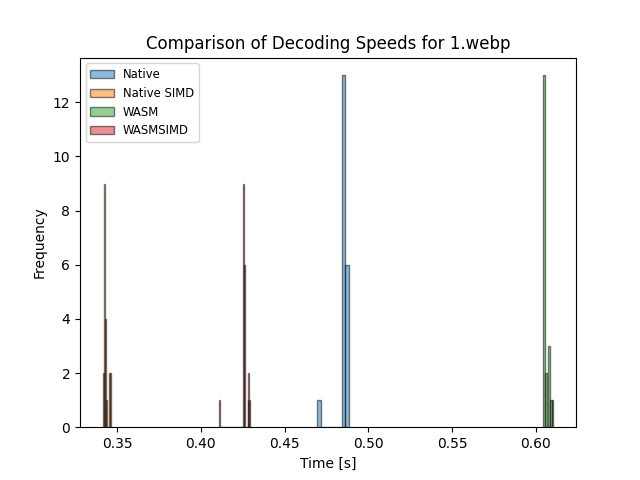 Comparison of Decoding Speeds for 1.webp
Native
Native SIMD
WASM
WASMSIMD
12
10
8
6
4
2
0
Frequency
0.35 0.40 0.45 0.50 0.55 0.60
Time [s]